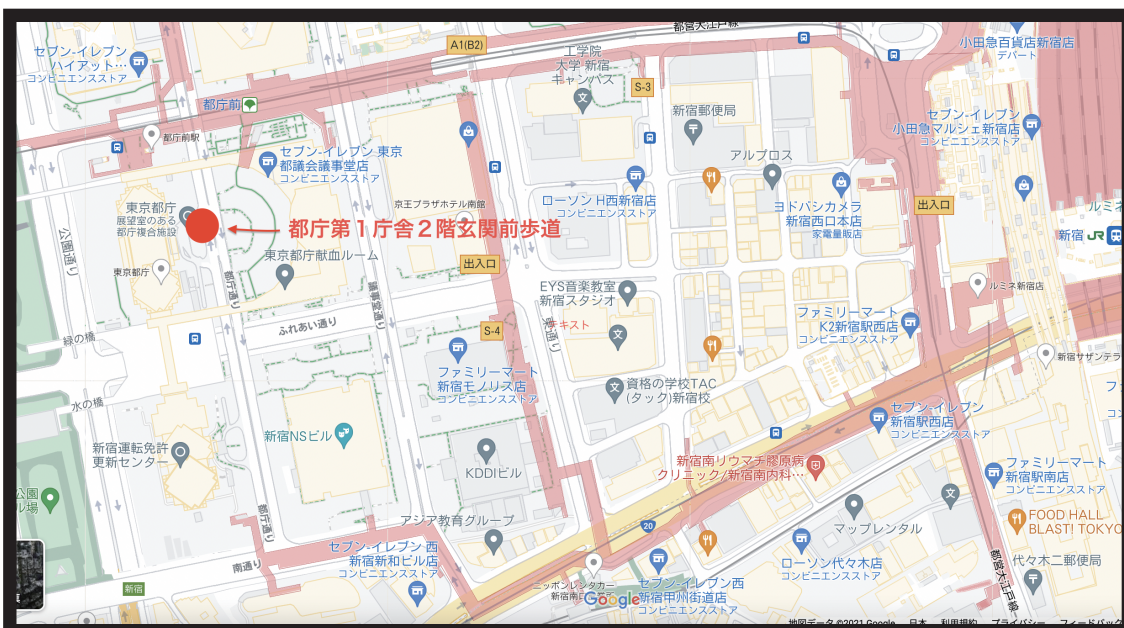 都営大江戸線
セブン-イレブン
ハイアット…
コンビニエンスストア
A1(B2)
工学院
大学 新宿
キャンパス
小田急百貨店新宿店
デパート
S-3
都庁前
都庁前駅
新宿郵便局
セブン-イレブン
小田急マルシェ新宿店
コンビニエンスストア
セブン-イレブン 東京
都議会議事堂店
コンビニエンスストア
アルプロス
東京都庁
展望室のある
都庁複合施設
京王プラザホテル南館
ローソン H西新宿店
コンビニエンスストア
ヨドバシカメラ
新宿西口本店
家電量販店
出入口
ルミネ
新宿 JR
都庁第1庁舎2階玄関前歩道
公園通り
東京都庁
東京都庁献血ルーム
出入口
都庁通り
議事堂通り
EYS音楽教室
新宿スタジオ
ルミネ新宿店
ふれあい通り
S-4
テキスト
東通り
ファミリーマート
K2新宿駅西店
コンビニエンスストア
緑の橋
水の橋
ファミリーマート
新宿モノリス店
コンビニエンスストア
資格の学校TAC
(タック)新宿校
新宿サザンテラ
セブン-イレブン
新宿駅西店
コンビニエンスストア
新宿NSビル
新宿運転免許
更新センター
KDDIビル
新宿南リウマチ膠原病
クリニック/新宿南内科…
ファミリーマート
新宿駅南店
コンビニエンスストア
公園
ル場
都庁通り
アジア教育グループ
20
マップレンタル
FOOD HALL
BLAST! TOKYO
セブン-イレブン 西
新宿新和ビル店
コンビニエンスストア
南通り
新宿
ニッポンレンタカー
新宿南口
Google
セブン-イレブン西
新宿甲州街道店
コンビニエンスストア
ローソン代々木店
コンビニエンスストア
都営大江戸線
代々木二郵便局
地図データ ©2021 Google 日本 利用規約 プライバシー フィードバック